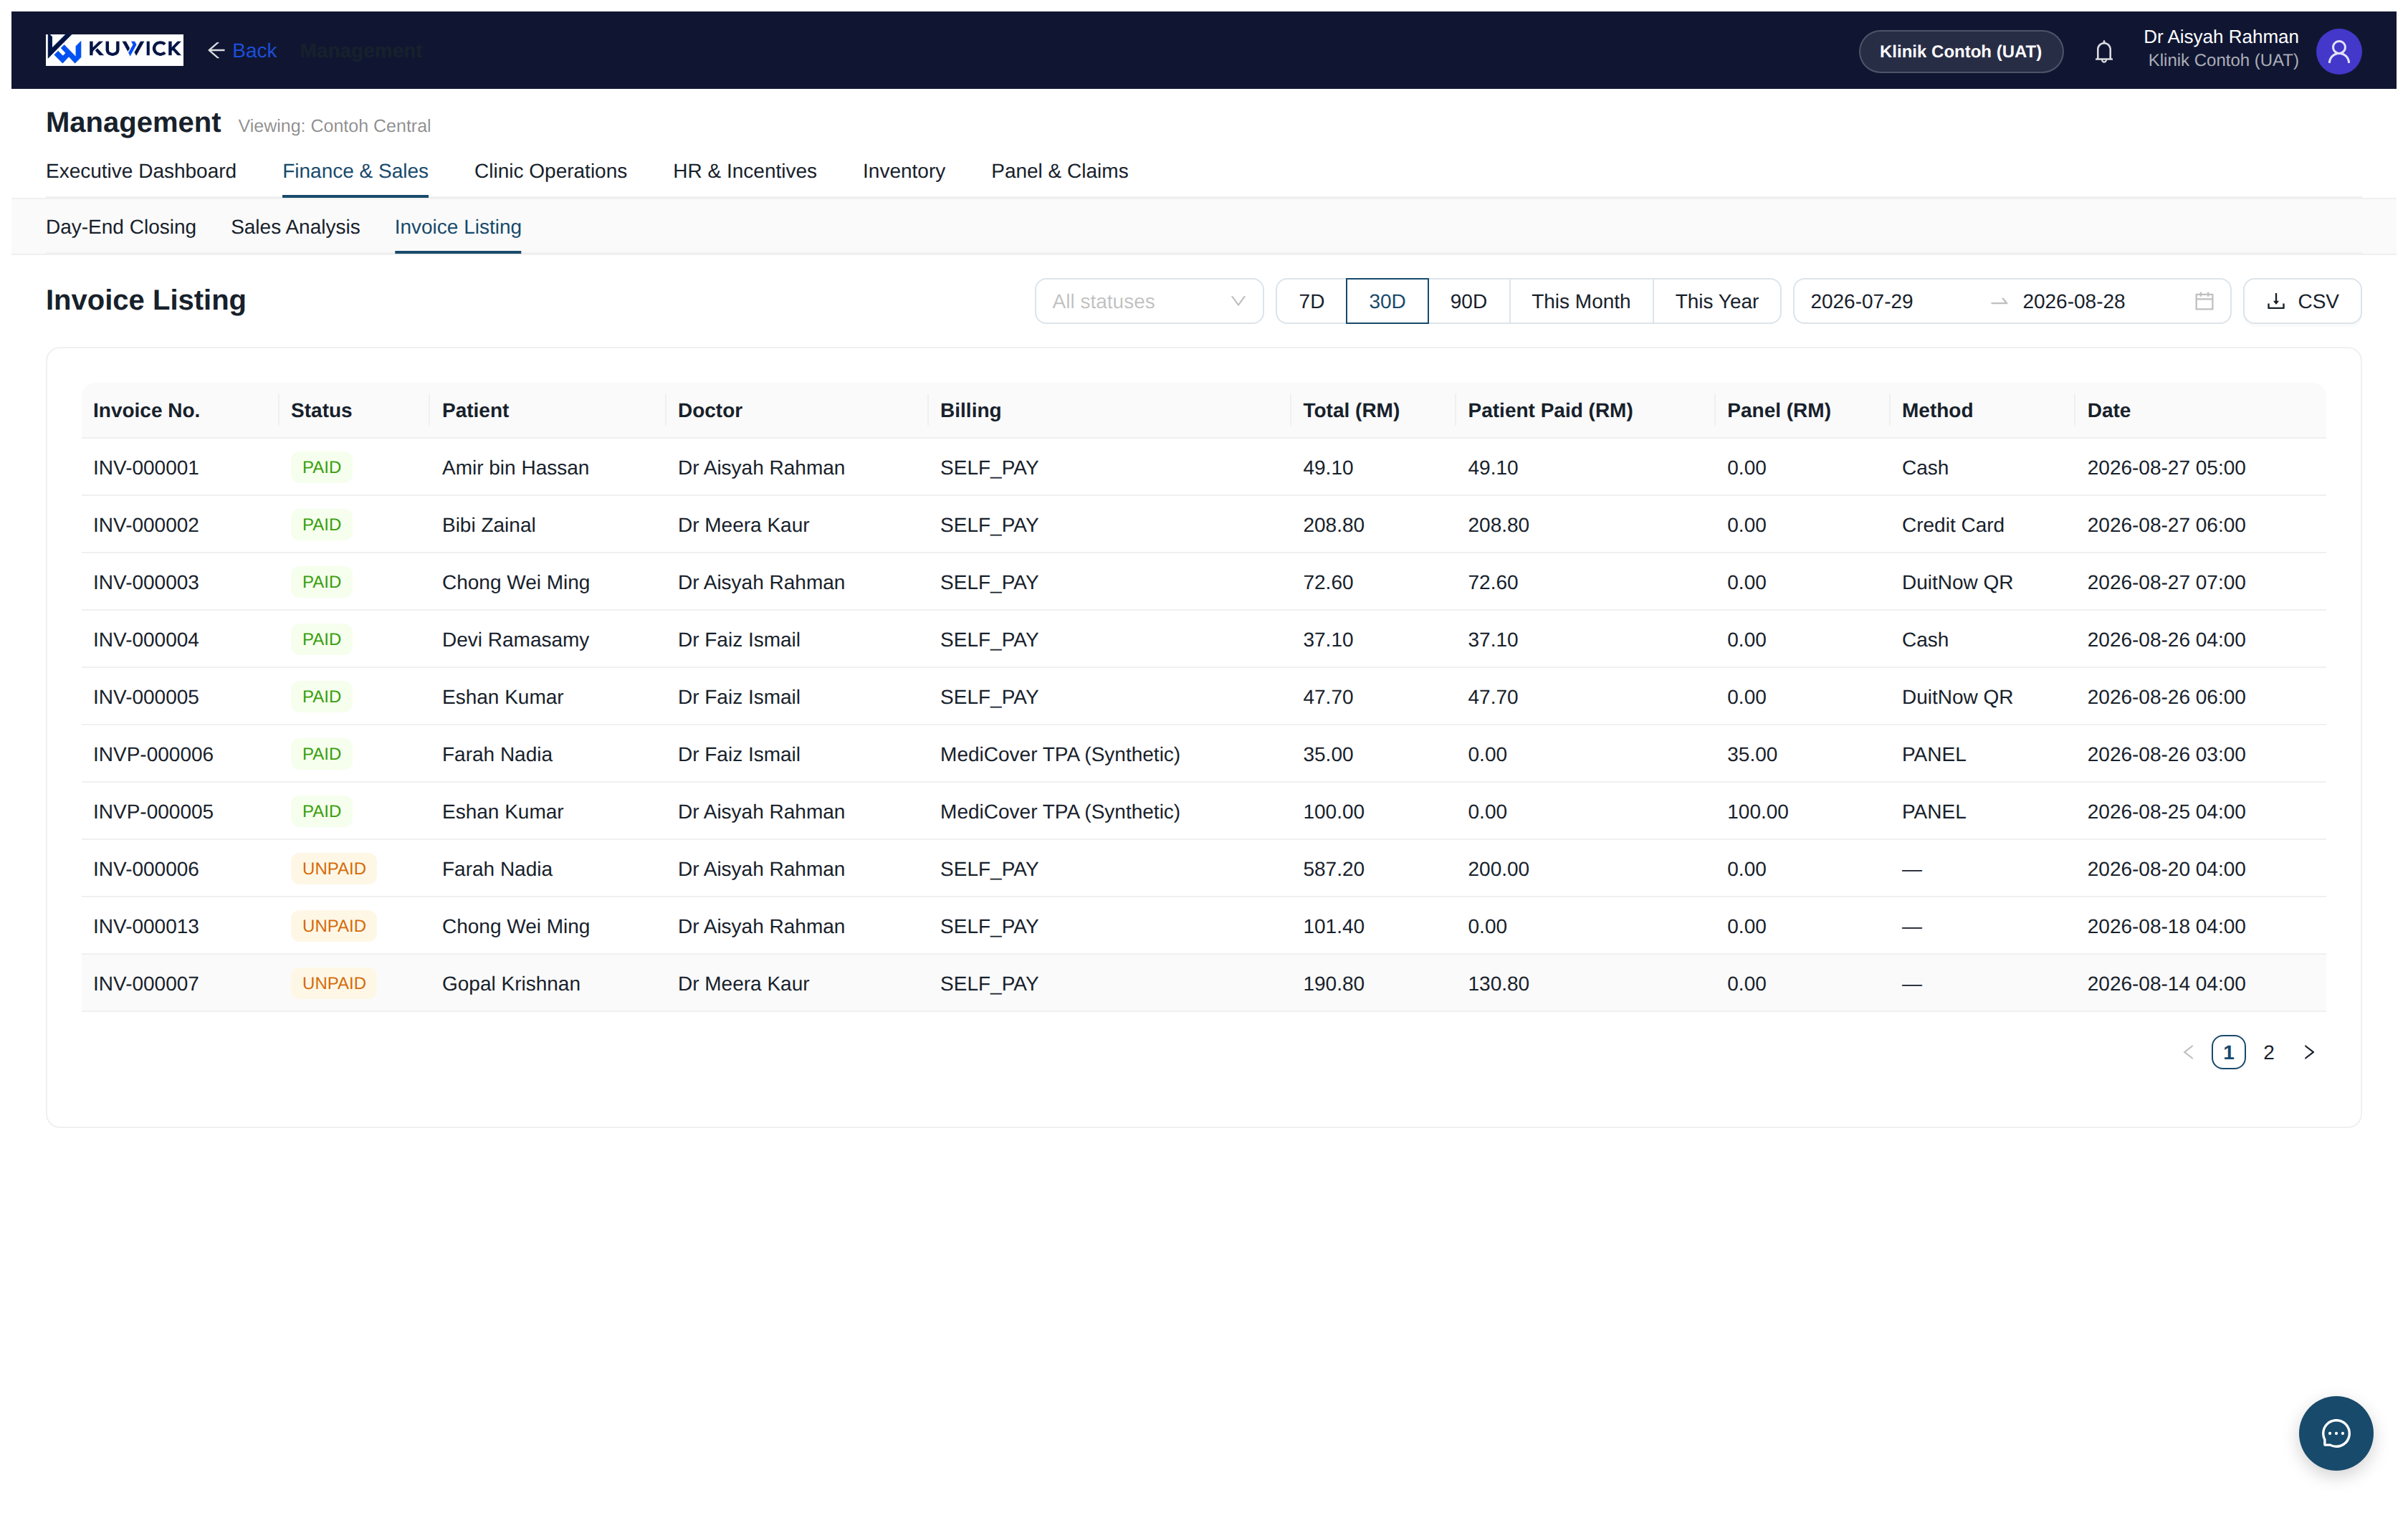 KUWICK Back Management Klinik Contoh (UAT) Dr Aisyah Rahman
Klinik Contoh (UAT)
Management Viewing: Contoh Central
Executive Dashboard Finance & Sales Clinic Operations HR & Incentives Inventory Panel & Claims
Day-End Closing Sales Analysis Invoice Listing
Invoice Listing All statuses 7D 30D 90D This Month This Year 2026-07-29 2026-08-28 CSV
Invoice No. Status Patient Doctor Billing Total (RM) Patient Paid (RM) Panel (RM) Method Date
INV-000001 PAID Amir bin Hassan Dr Aisyah Rahman SELF_PAY 49.10 49.10 0.00 Cash 2026-08-27 05:00
INV-000002 PAID Bibi Zainal Dr Meera Kaur SELF_PAY 208.80 208.80 0.00 Credit Card 2026-08-27 06:00
INV-000003 PAID Chong Wei Ming Dr Aisyah Rahman SELF_PAY 72.60 72.60 0.00 DuitNow QR 2026-08-27 07:00
INV-000004 PAID Devi Ramasamy Dr Faiz Ismail SELF_PAY 37.10 37.10 0.00 Cash 2026-08-26 04:00
INV-000005 PAID Eshan Kumar Dr Faiz Ismail SELF_PAY 47.70 47.70 0.00 DuitNow QR 2026-08-26 06:00
INVP-000006 PAID Farah Nadia Dr Faiz Ismail MediCover TPA (Synthetic) 35.00 0.00 35.00 PANEL 2026-08-26 03:00
INVP-000005 PAID Eshan Kumar Dr Aisyah Rahman MediCover TPA (Synthetic) 100.00 0.00 100.00 PANEL 2026-08-25 04:00
INV-000006 UNPAID Farah Nadia Dr Aisyah Rahman SELF_PAY 587.20 200.00 0.00 — 2026-08-20 04:00
INV-000013 UNPAID Chong Wei Ming Dr Aisyah Rahman SELF_PAY 101.40 0.00 0.00 — 2026-08-18 04:00
INV-000007 UNPAID Gopal Krishnan Dr Meera Kaur SELF_PAY 190.80 130.80 0.00 — 2026-08-14 04:00
1 2